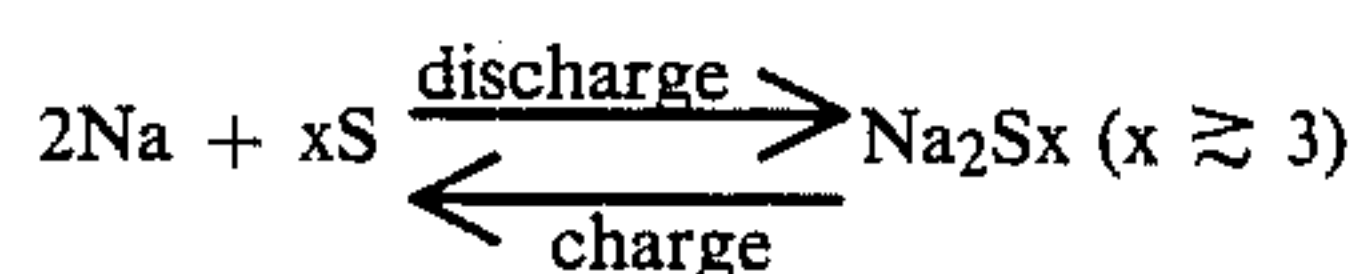 discharge
2Na + xS ⇄ Na₂Sx (x ≳ 3)
charge